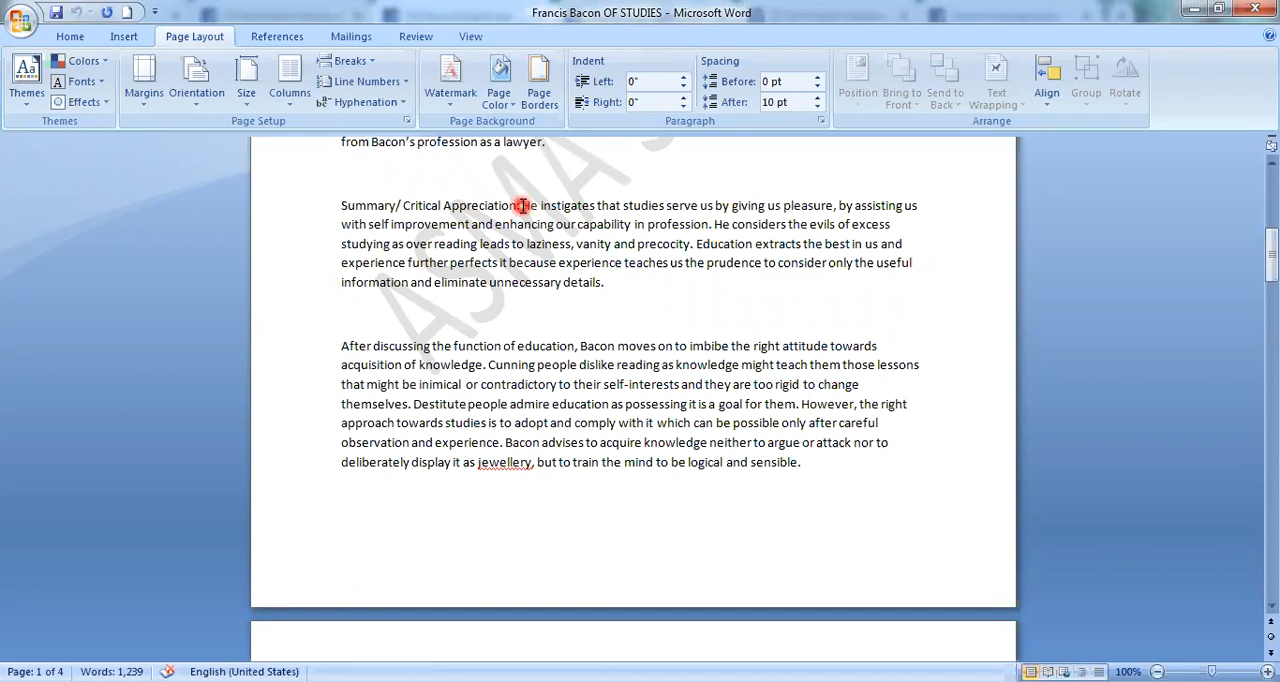 Francis Bacon OF STUDIES - Microsoft Word
Home Insert Page Layout References Mailings Review View
Themes Colors Fonts Effects Themes
Margins Orientation Size Columns Breaks Line Numbers Hyphenation Page Setup
Watermark Page Color Page Borders Page Background
Indent Left: 0" Right: 0" Spacing Before: 0 pt After: 10 pt Paragraph
Position Bring to Front Send to Back Text Wrapping Align Group Rotate Arrange
from Bacon's profession as a lawyer.
Summary/ Critical Appreciation: He instigates that studies serve us by giving us pleasure, by assisting us
with self improvement and enhancing our capability in profession. He considers the evils of excess
studying as over reading leads to laziness, vanity and precocity. Education extracts the best in us and
experience further perfects it because experience teaches us the prudence to consider only the useful
information and eliminate unnecessary details.
After discussing the function of education, Bacon moves on to imbibe the right attitude towards
acquisition of knowledge. Cunning people dislike reading as knowledge might teach them those lessons
that might be inimical or contradictory to their self-interests and they are too rigid to change
themselves. Destitute people admire education as possessing it is a goal for them. However, the right
approach towards studies is to adopt and comply with it which can be possible only after careful
observation and experience. Bacon advises to acquire knowledge neither to argue or attack nor to
deliberately display it as jewellery, but to train the mind to be logical and sensible.
ASMA
Page: 1 of 4 Words: 1,239 English (United States) 100%